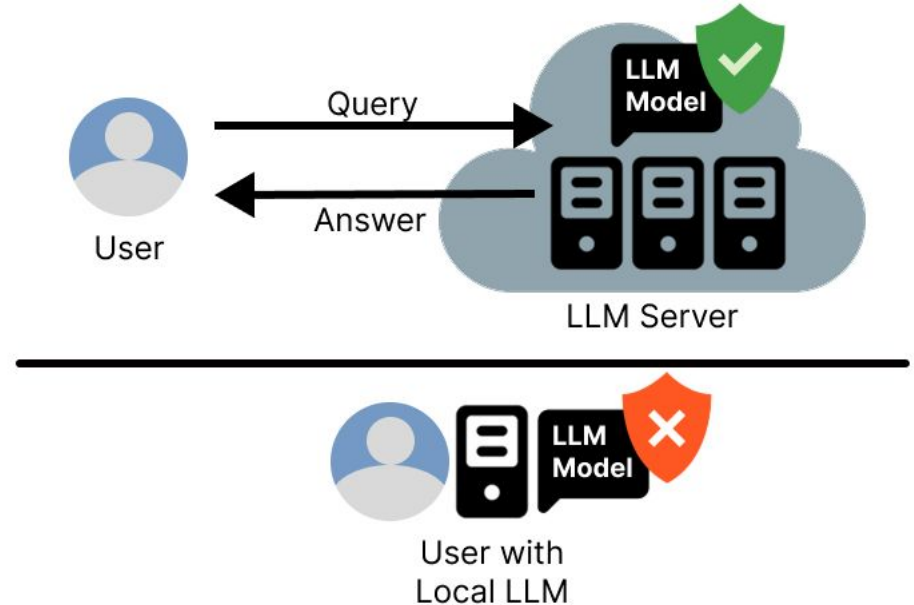 LLM
Model
Query
Answer
User
LLM Server
LLM
Model
User with
Local LLM